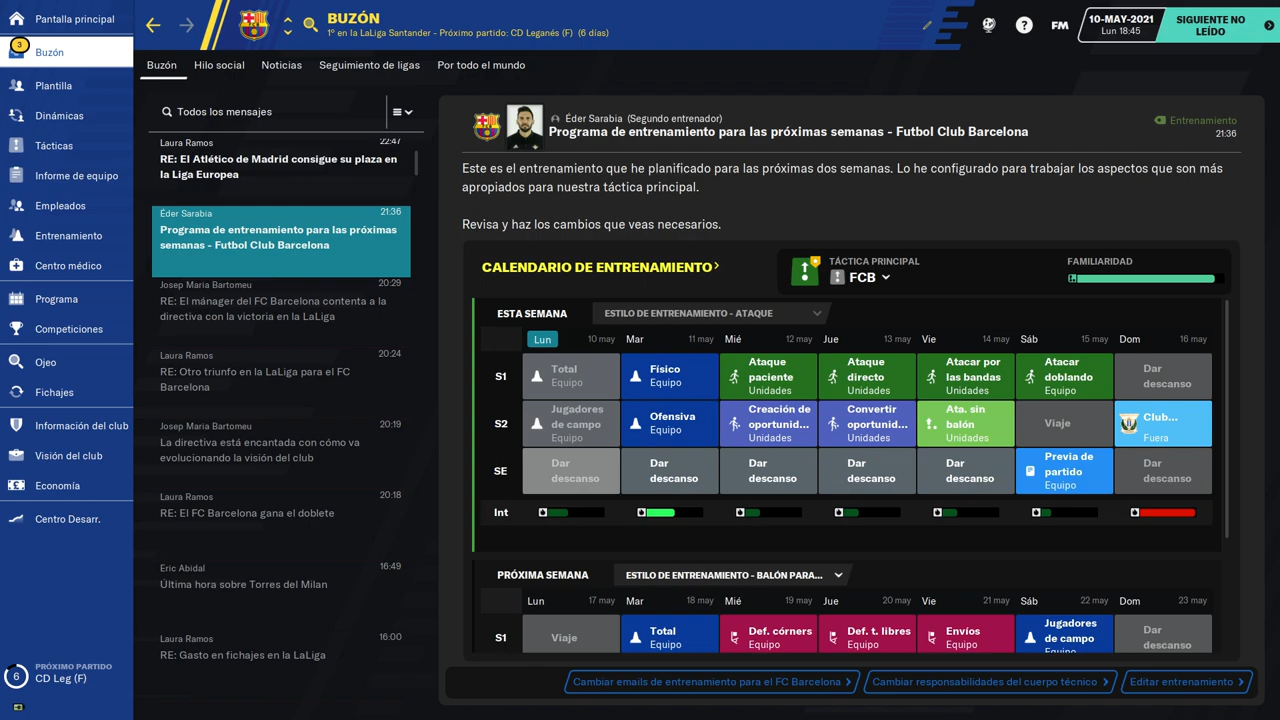 Pantalla principal
3
Buzón
Plantilla
Dinámicas
Tácticas
Informe de equipo
Empleados
Entrenamiento
Centro médico
Programa
Competiciones
Ojeo
Fichajes
Información del club
Visión del club
Economía
Centro Desarr.
PRÓXIMO PARTIDO
6
CD Leg (F)
BUZÓN
1º en la LaLiga Santander - Próximo partido: CD Leganés (F) (6 días)
FM
10-MAY-2021
Lun 18:45
SIGUIENTE NO
LEÍDO
Buzón Hilo social Noticias Seguimiento de ligas Por todo el mundo
Todos los mensajes
Laura Ramos 22:47
RE: El Atlético de Madrid consigue su plaza en
la Liga Europea
Éder Sarabia 21:36
Programa de entrenamiento para las próximas
semanas - Futbol Club Barcelona
Josep Maria Bartomeu 20:29
RE: El mánager del FC Barcelona contenta a la
directiva con la victoria en la LaLiga
Laura Ramos 20:24
RE: Otro triunfo en la LaLiga para el FC
Barcelona
Josep Maria Bartomeu 20:19
La directiva está encantada con cómo va
evolucionando la visión del club
Laura Ramos 20:18
RE: El FC Barcelona gana el doblete
Eric Abidal 16:49
Última hora sobre Torres del Milan
Laura Ramos 16:00
RE: Gasto en fichajes en la LaLiga
Éder Sarabia (Segundo entrenador)
Programa de entrenamiento para las próximas semanas - Futbol Club Barcelona
Entrenamiento
21:36
Este es el entrenamiento que he planificado para las próximas dos semanas. Lo he configurado para trabajar los aspectos que son más
apropiados para nuestra táctica principal.
Revisa y haz los cambios que veas necesarios.
CALENDARIO DE ENTRENAMIENTO
TÁCTICA PRINCIPAL
FCB
FAMILIARIDAD
ESTA SEMANA ESTILO DE ENTRENAMIENTO - ATAQUE
Lun 10 may Mar 11 may Mié 12 may Jue 13 may Vie 14 may Sáb 15 may Dom 16 may
S1
Total
Equipo
Físico
Equipo
Ataque
paciente
Unidades
Ataque
directo
Unidades
Atacar por
las bandas
Unidades
Atacar
doblando
Equipo
Dar
descanso
S2
Jugadores
de campo
Equipo
Ofensiva
Equipo
Creación de
oportunid...
Unidades
Convertir
oportunid...
Unidades
Ata. sin
balón
Unidades
Viaje
Club...
Fuera
SE
Dar
descanso
Dar
descanso
Dar
descanso
Dar
descanso
Dar
descanso
Previa de
partido
Equipo
Dar
descanso
Int
PRÓXIMA SEMANA ESTILO DE ENTRENAMIENTO - BALÓN PARA...
Lun 17 may Mar 18 may Mié 19 may Jue 20 may Vie 21 may Sáb 22 may Dom 23 may
S1
Viaje
Total
Equipo
Def. córners
Equipo
Def. t. libres
Equipo
Envíos
Equipo
Jugadores
de campo
Equipo
Dar
descanso
Cambiar emails de entrenamiento para el FC Barcelona
Cambiar responsabilidades del cuerpo técnico
Editar entrenamiento